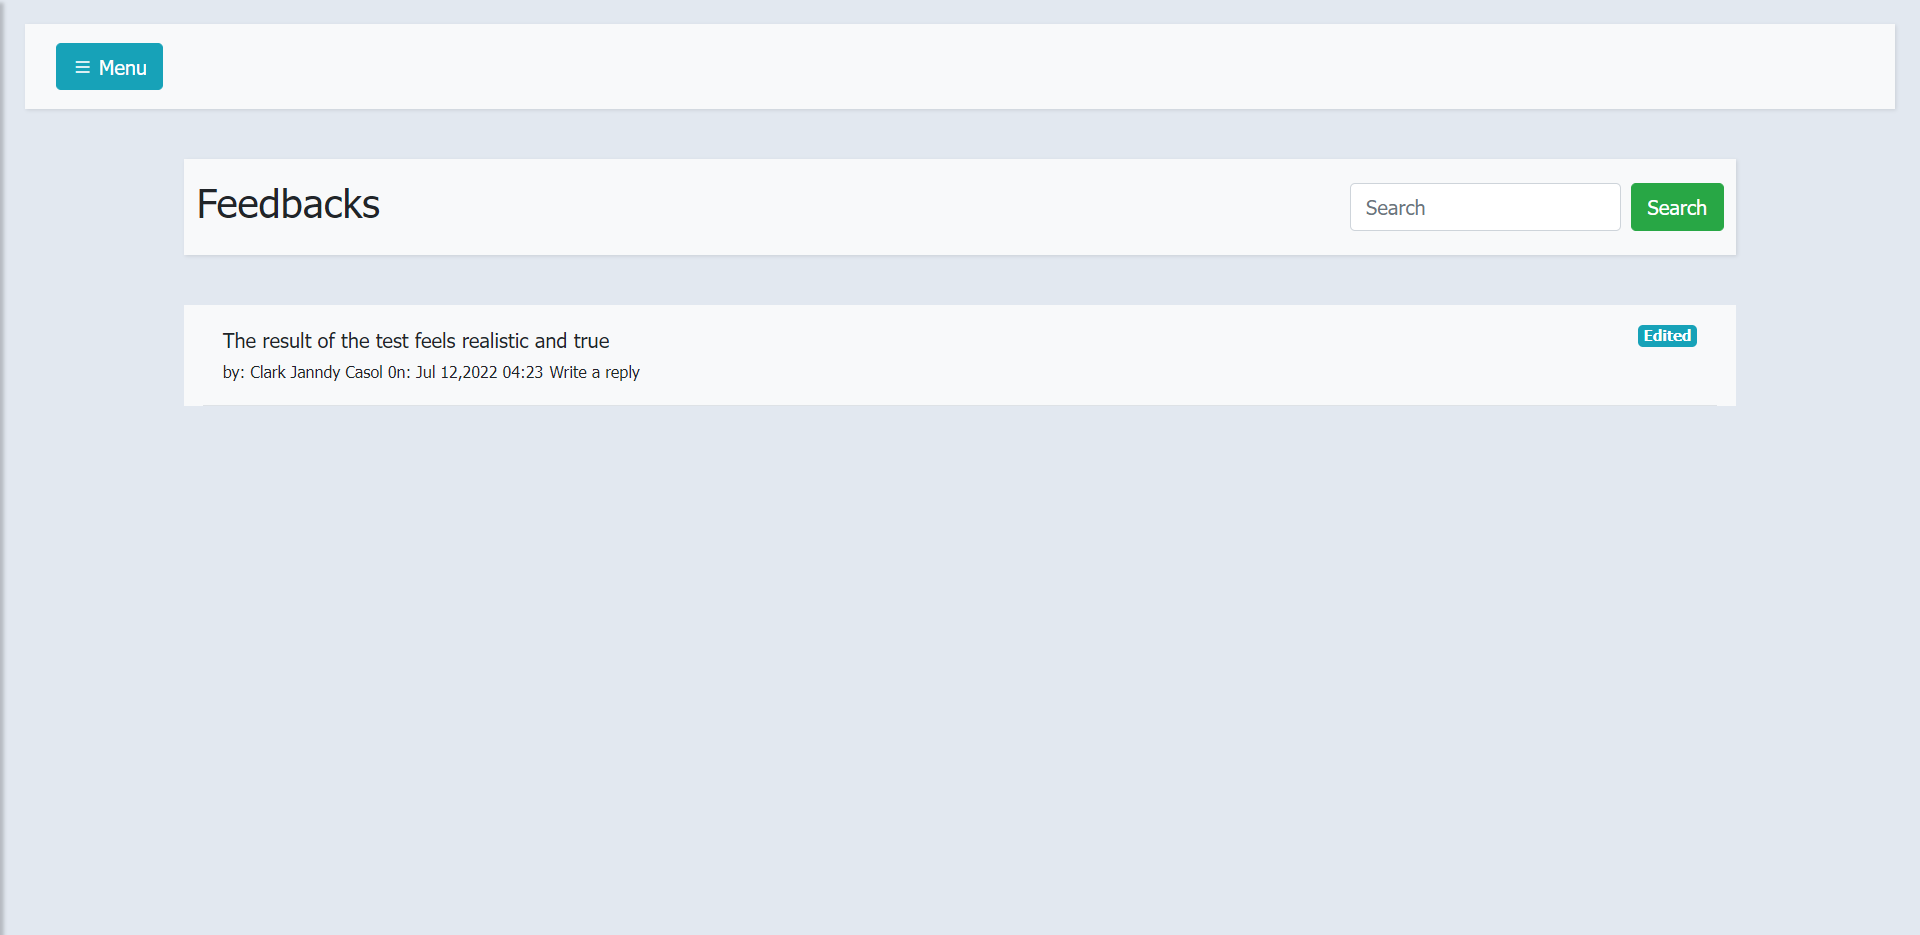 Menu
Feedbacks
Search
Search
The result of the test feels realistic and true
Edited
by: Clark Janndy Casol 0n: Jul 12,2022 04:23 Write a reply